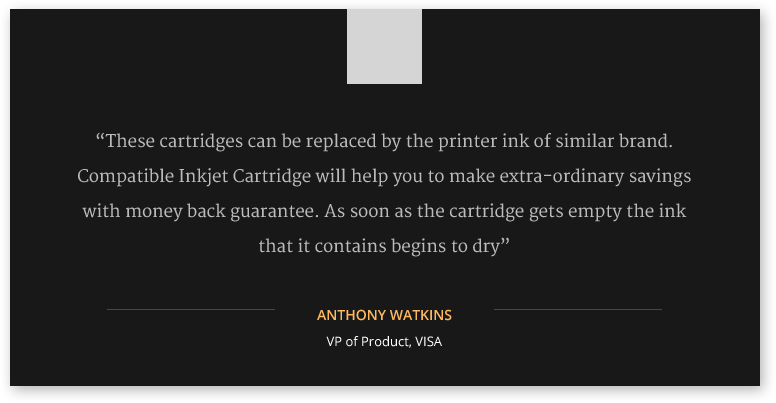 “These cartridges can be replaced by the printer ink of similar brand.
Compatible Inkjet Cartridge will help you to make extra-ordinary savings
with money back guarantee. As soon as the cartridge gets empty the ink
that it contains begins to dry”
ANTHONY WATKINS
VP of Product, VISA